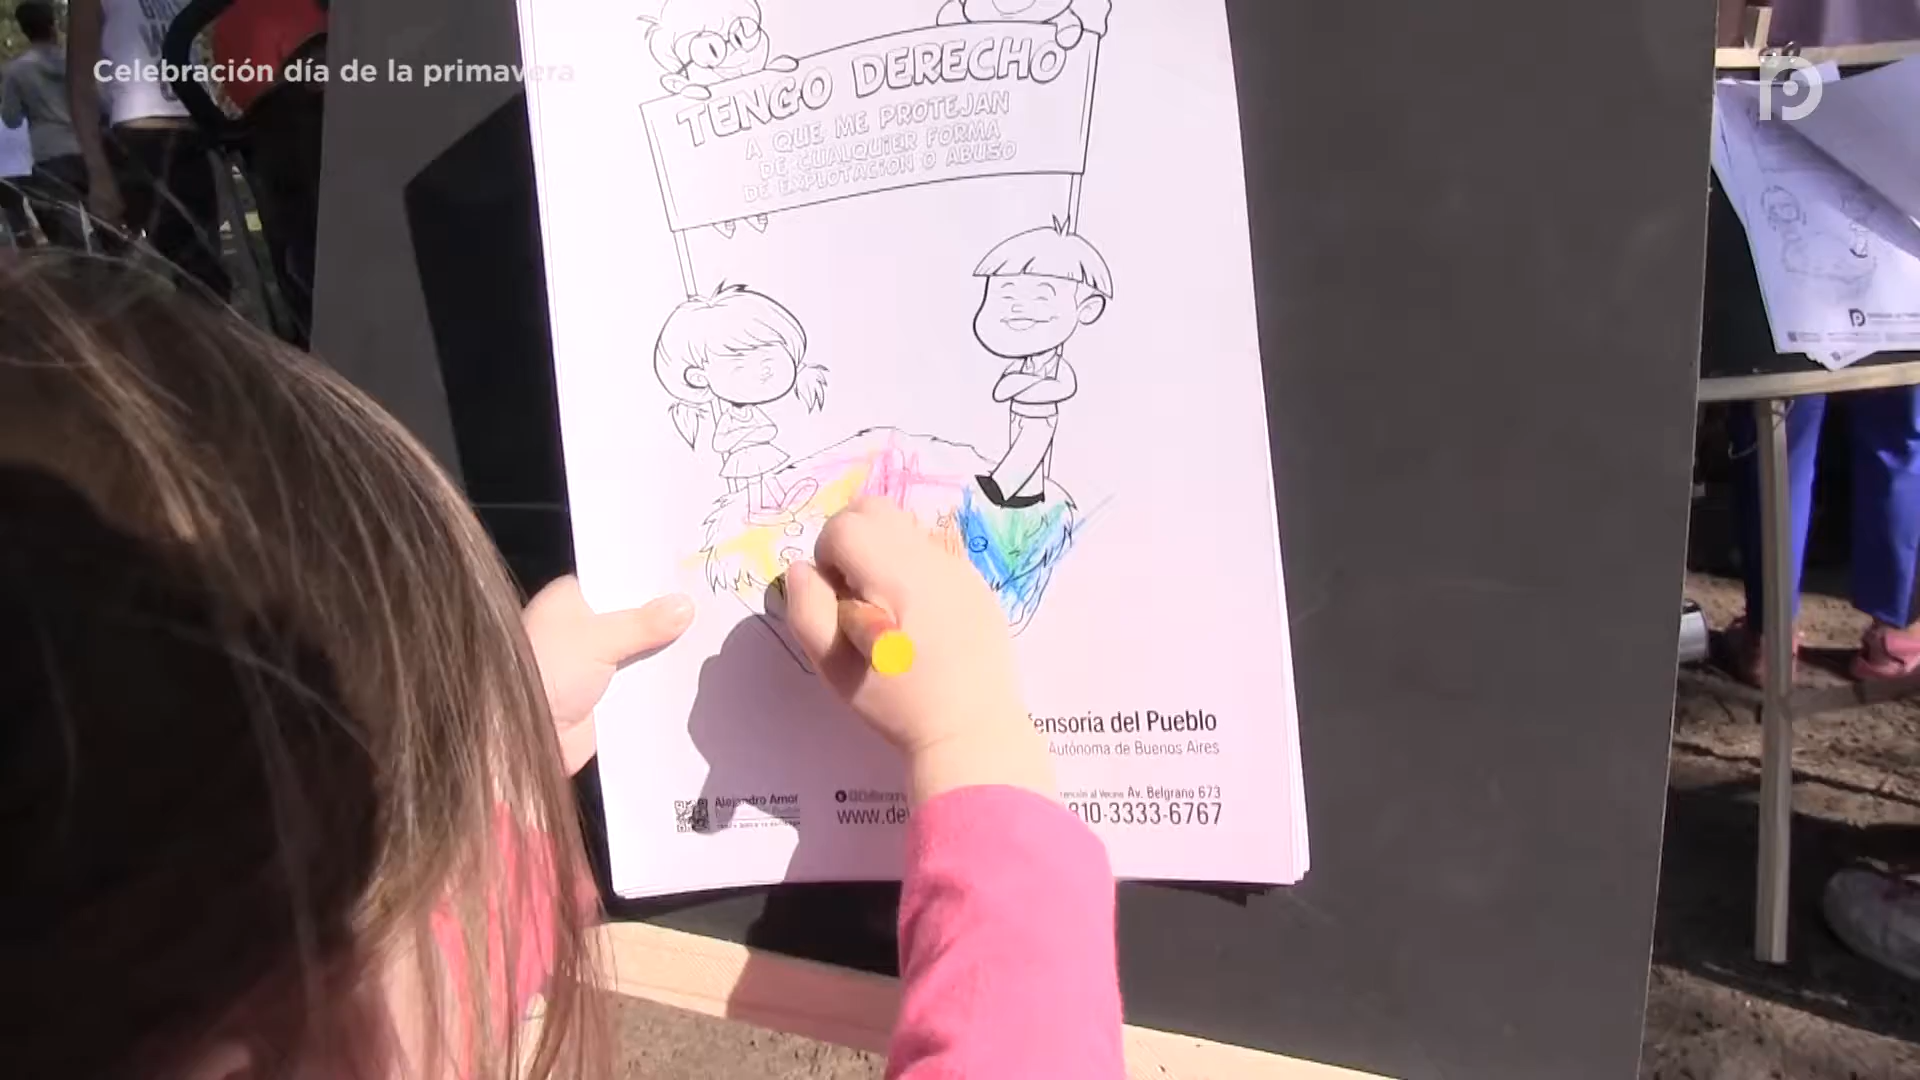 Celebración día de la primavera
TENGO DERECHO
A QUE ME PROTEJAN
DE CUALQUIER FORMA
DE EXPLOTACIÓN O ABUSO
fensoria del Pueblo
Autónoma de Buenos Aires
Alejandro Amor
Av. Belgrano 673
www.de
810-3333-6767